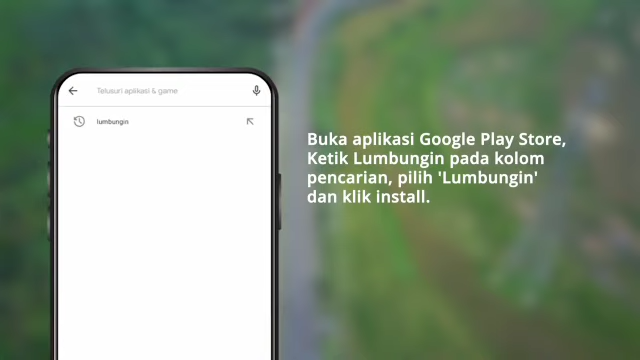 Telusuri aplikasi & game
lumbungin
Buka aplikasi Google Play Store,
Ketik Lumbungin pada kolom
pencarian, pilih 'Lumbungin'
dan klik install.